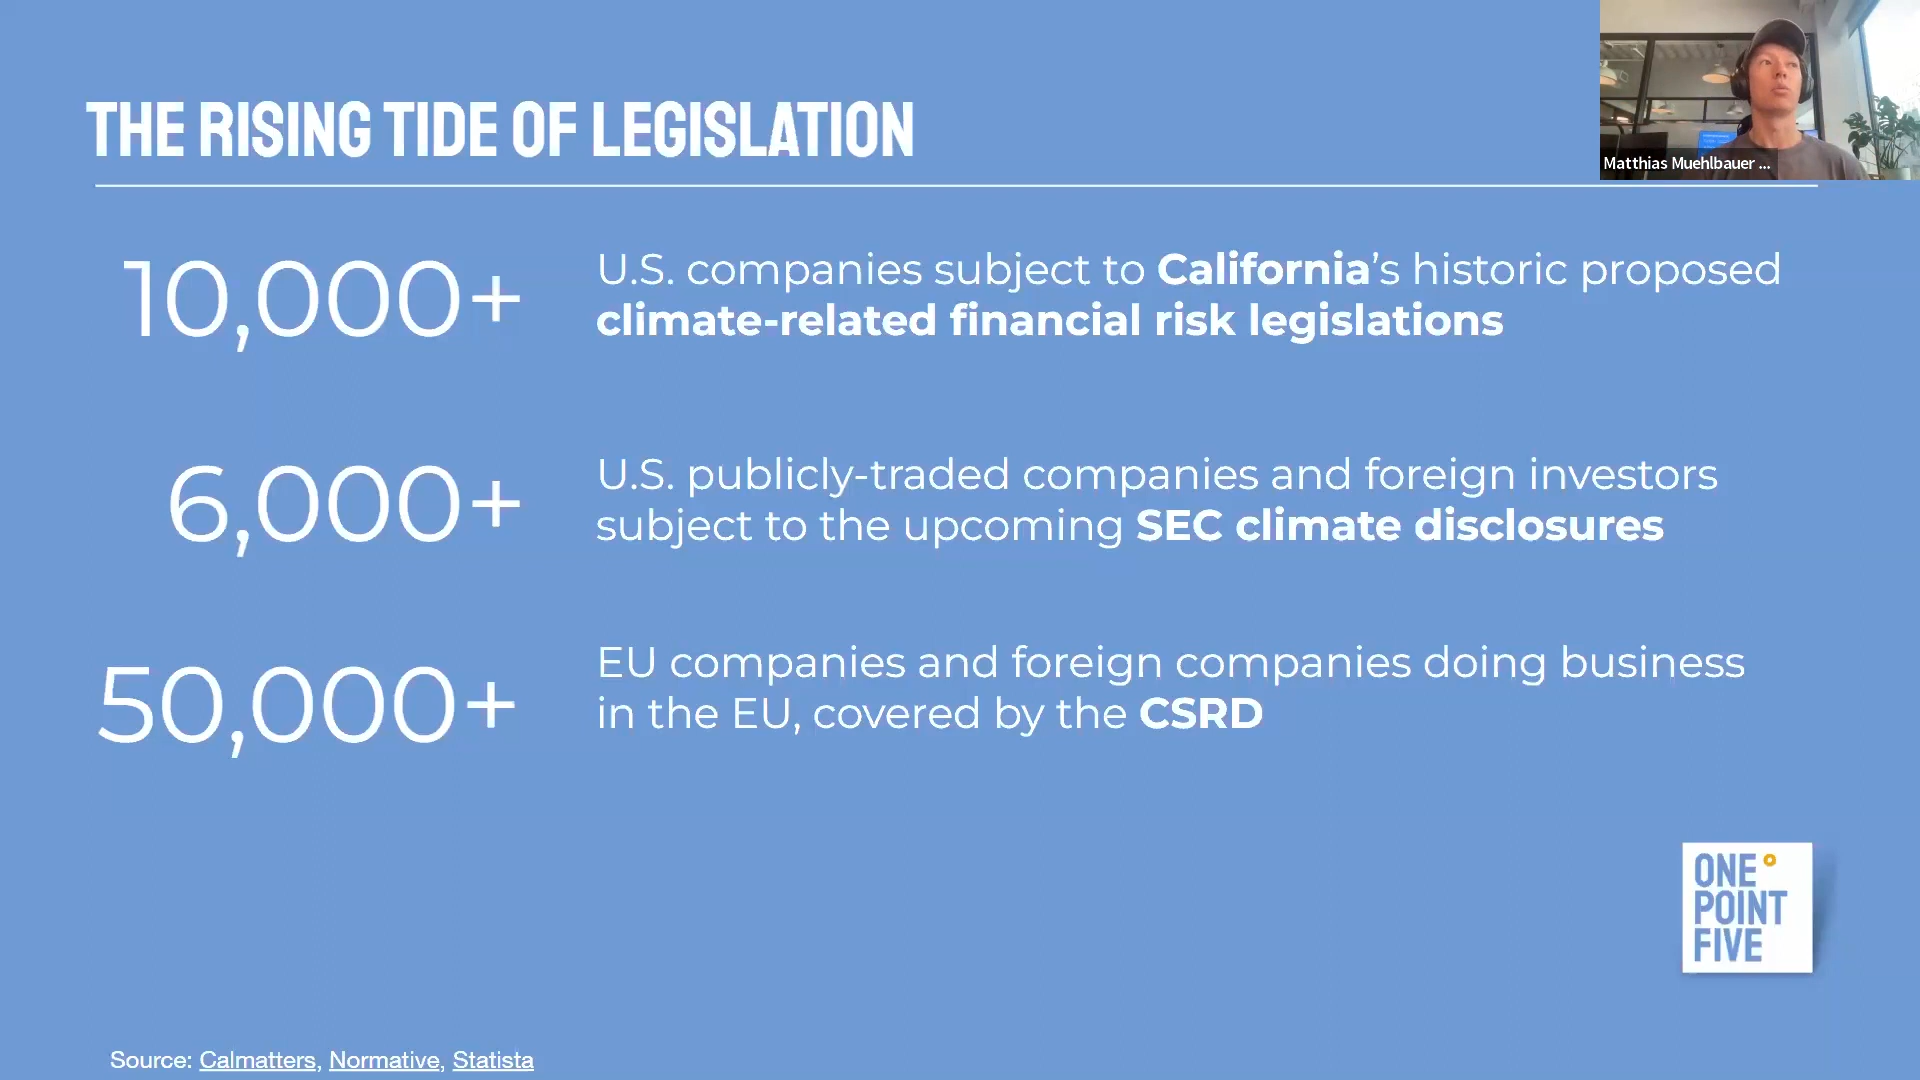 THE RISING TIDE OF LEGISLATION
Matthias Muehlbauer ...
10,000+
U.S. companies subject to California's historic proposed
climate-related financial risk legislations
6,000+
U.S. publicly-traded companies and foreign investors
subject to the upcoming SEC climate disclosures
50,000+
EU companies and foreign companies doing business
in the EU, covered by the CSRD
ONE
POINT
FIVE
Source: Calmatters, Normative, Statista